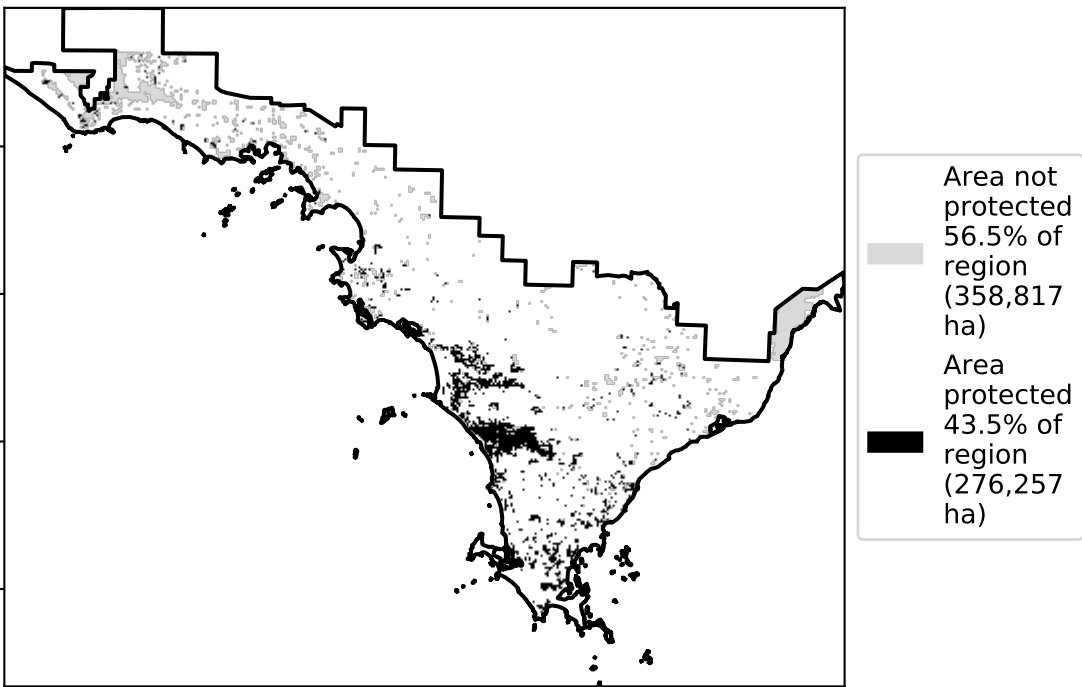 Area not
protected
56.5% of
region
(358,817
ha)
Area
protected
43.5% of
region
(276,257
ha)